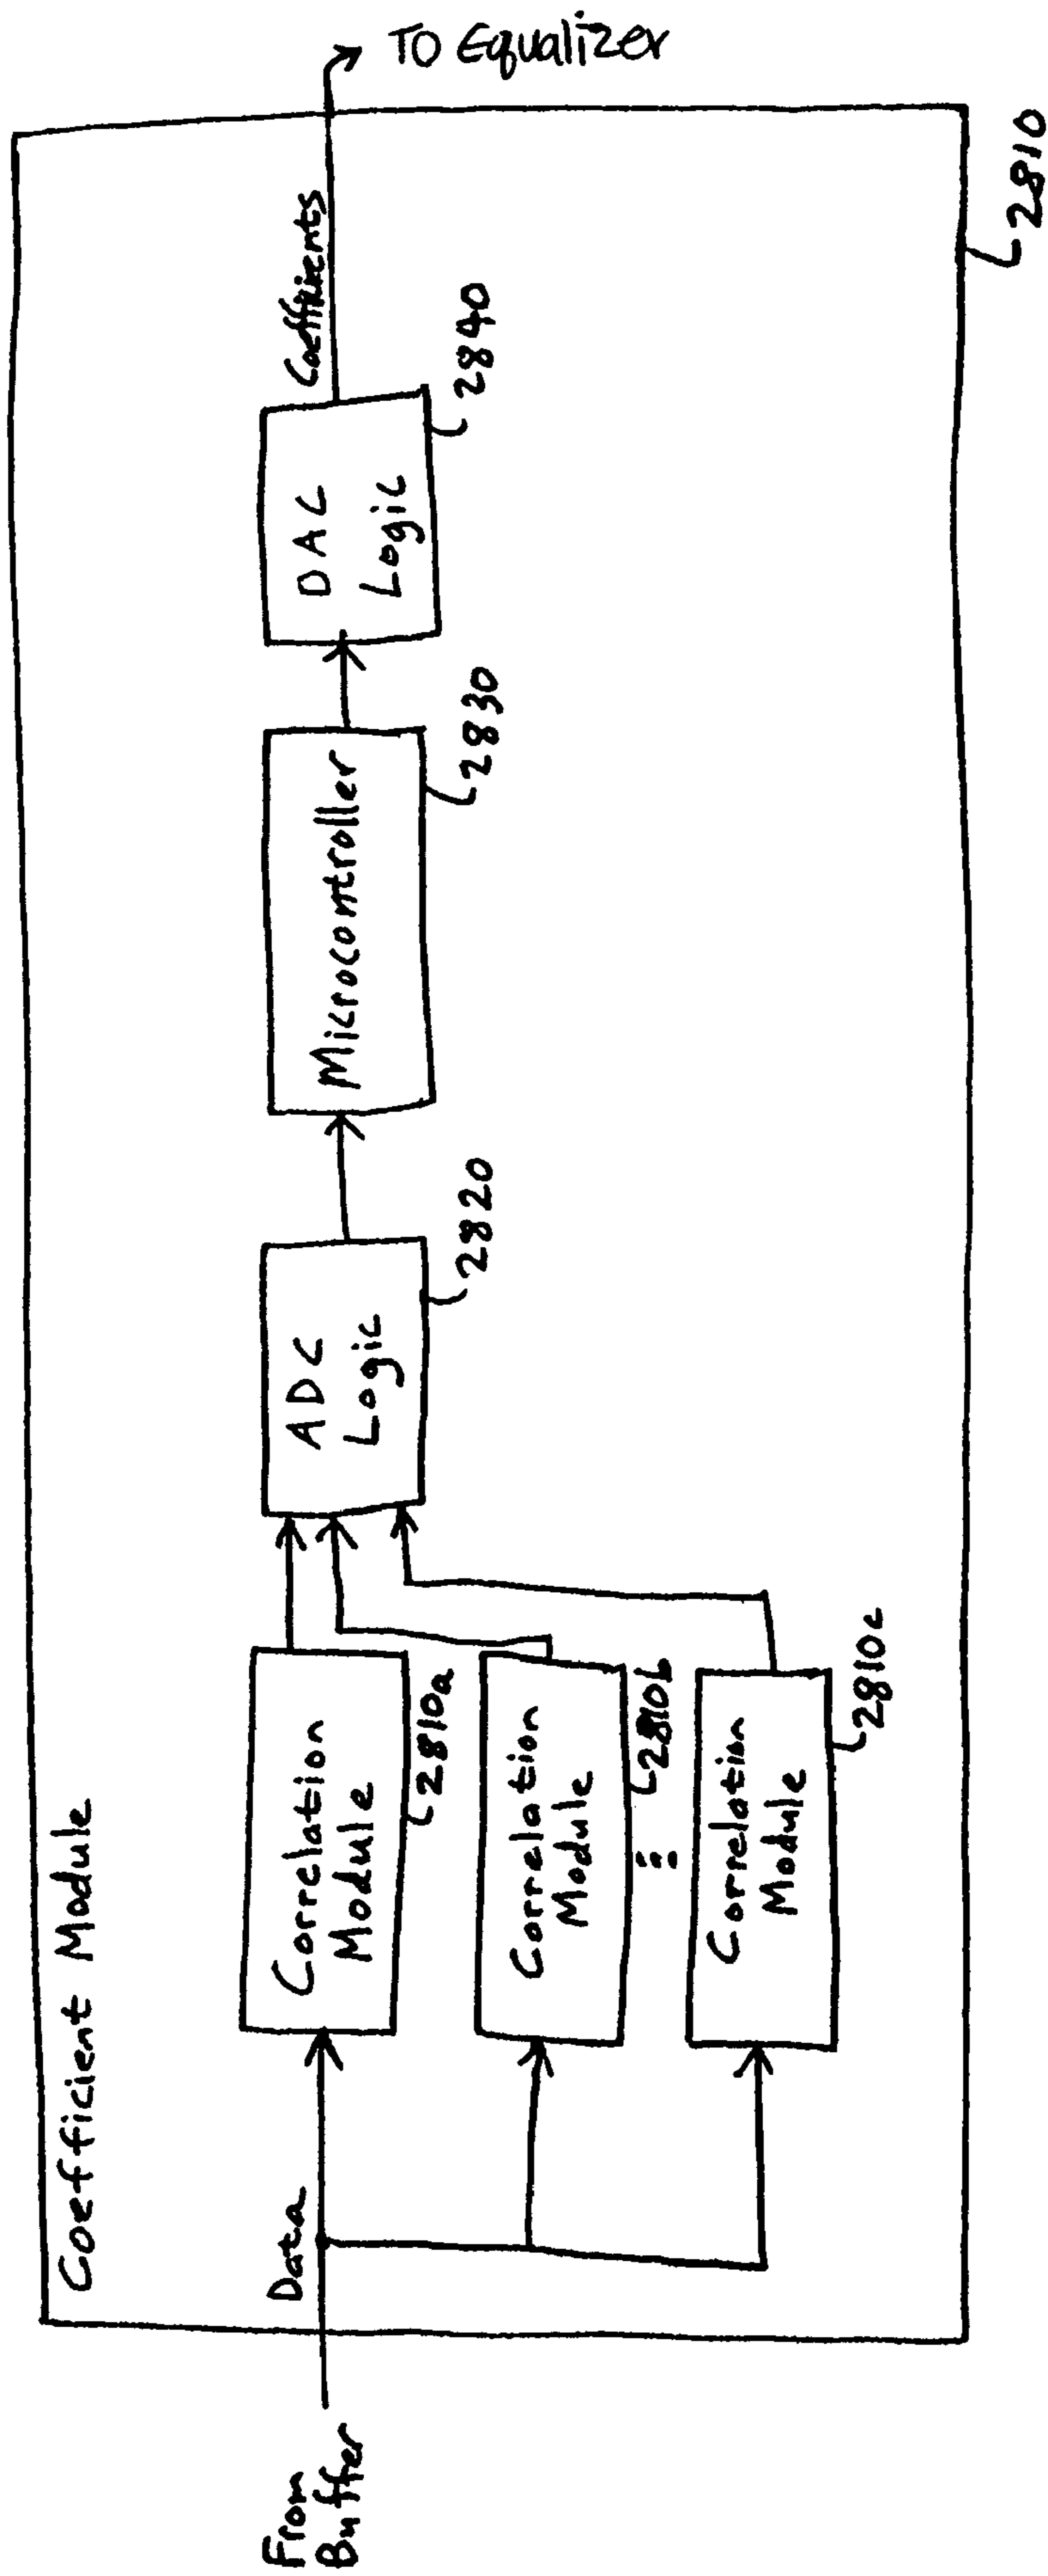 Coefficient Module
From
Buffer
Data
Correlation
Module
2810a
Correlation
Module
2810b
Correlation
Module
2810c
ADC
Logic
2820
Microcontroller
2830
DAC
Logic
2840
Coefficients
TO Equalizer
2810